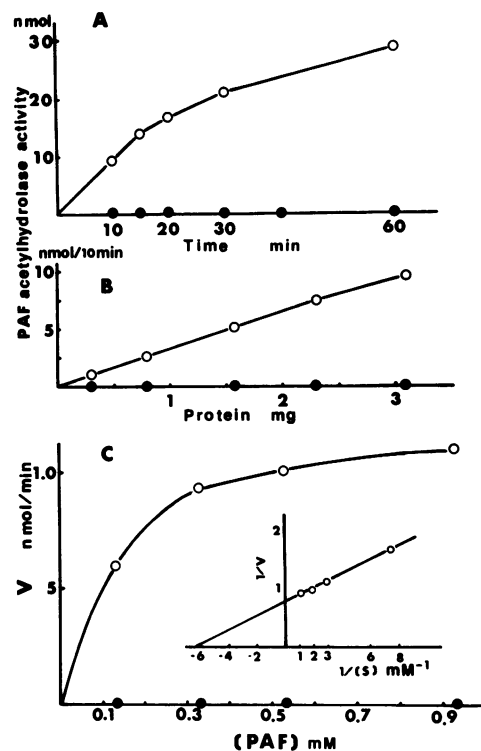 nmol
A
30
20
10
10 20 30 60
Time min
PAF acetylhydrolase activity
nmol/10min
B
10
5
1 2 3
Protein mg
C
1.0
5
V nmol/min
2
1
1/V
-6 -4 -2 1 2 3 6 8
1/(S) mM-1
0.1 0.3 0.5 0.7 0.9
(PAF) mM